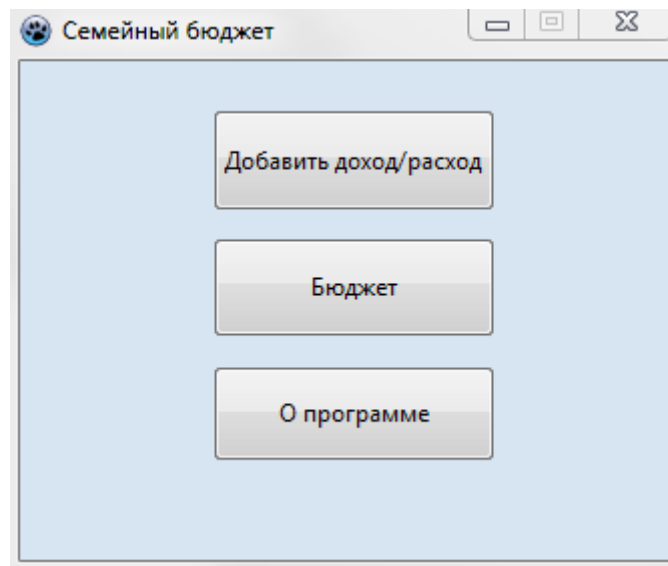 Семейный бюджет
Добавить доход/расход
Бюджет
О программе